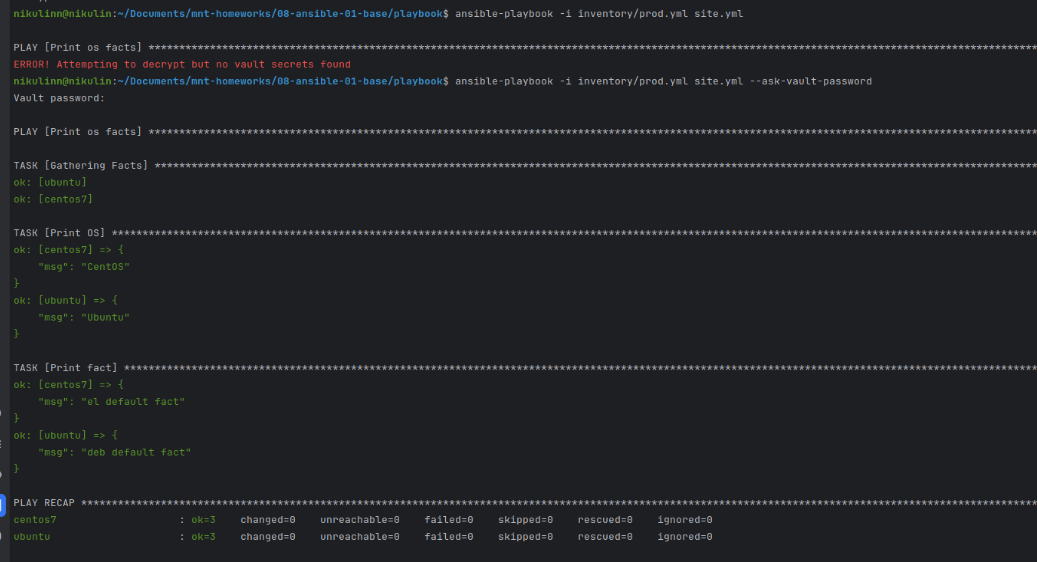 nikulinn@nikulin:~/Documents/mnt-homeworks/08-ansible-01-base/playbook$ ansible-playbook -i inventory/prod.yml site.yml
PLAY [Print os facts] ****************************************************************************************************************************************************
ERROR! Attempting to decrypt but no vault secrets found
nikulinn@nikulin:~/Documents/mnt-homeworks/08-ansible-01-base/playbook$ ansible-playbook -i inventory/prod.yml site.yml --ask-vault-password
Vault password:
PLAY [Print os facts] ****************************************************************************************************************************************************
TASK [Gathering Facts] ***************************************************************************************************************************************************
ok: [ubuntu]
ok: [centos7]
TASK [Print OS] **********************************************************************************************************************************************************
ok: [centos7] => {
    "msg": "CentOS"
}
ok: [ubuntu] => {
    "msg": "Ubuntu"
}
TASK [Print fact] ********************************************************************************************************************************************************
ok: [centos7] => {
    "msg": "el default fact"
}
ok: [ubuntu] => {
    "msg": "deb default fact"
}
PLAY RECAP ***************************************************************************************************************************************************************
centos7                    : ok=3    changed=0    unreachable=0    failed=0    skipped=0    rescued=0    ignored=0
ubuntu                     : ok=3    changed=0    unreachable=0    failed=0    skipped=0    rescued=0    ignored=0